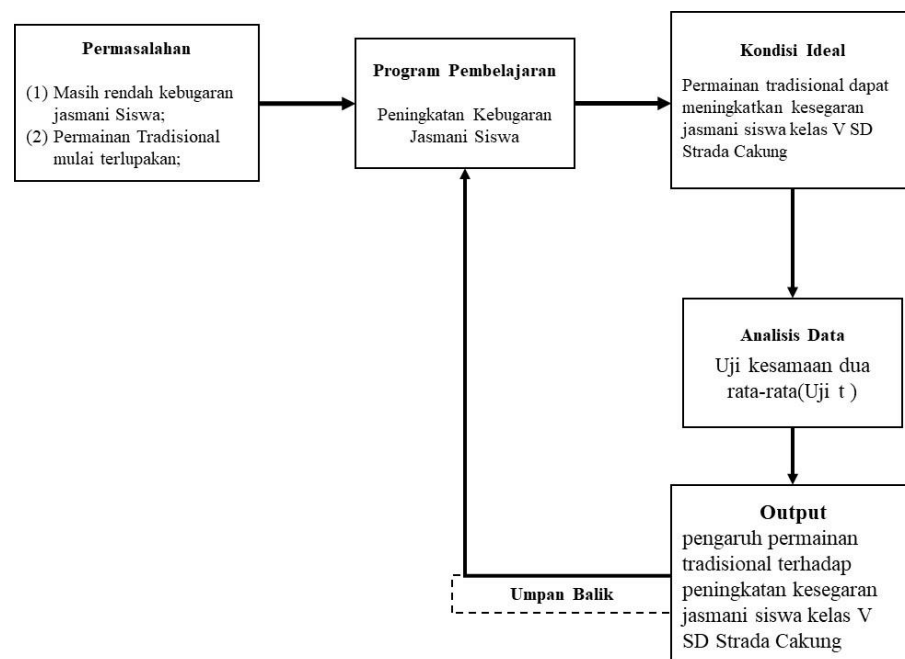 Permasalahan
(1) Masih rendah kebugaran
jasmani Siswa;
(2) Permainan Tradisional
mulai terlupakan;
Program Pembelajaran
Peningkatan Kebugaran
Jasmani Siswa
Kondisi Ideal
Permainan tradisional dapat
meningkatkan kesegaran
jasmani siswa kelas V SD
Strada Cakung
Analisis Data
Uji kesamaan dua
rata-rata(Uji t )
Output
pengaruh permainan
tradisional terhadap
peningkatan kesegaran
jasmani siswa kelas V
SD Strada Cakung
Umpan Balik